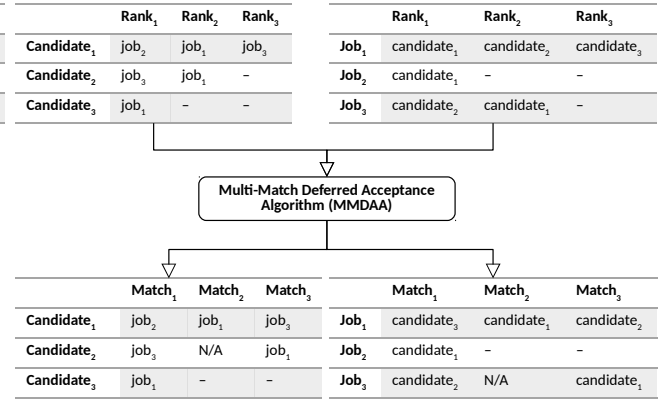 Rank₁ Rank₂ Rank₃
Candidate₁ job₂ job₁ job₃
Candidate₂ job₃ job₁ –
Candidate₃ job₁ – –
Rank₁ Rank₂ Rank₃
Job₁ candidate₁ candidate₂ candidate₃
Job₂ candidate₁ – –
Job₃ candidate₂ candidate₁ –
Multi-Match Deferred Acceptance
Algorithm (MMDAA)
Match₁ Match₂ Match₃
Candidate₁ job₂ job₁ job₃
Candidate₂ job₃ N/A job₁
Candidate₃ job₁ – –
Match₁ Match₂ Match₃
Job₁ candidate₃ candidate₁ candidate₂
Job₂ candidate₁ – –
Job₃ candidate₂ N/A candidate₁